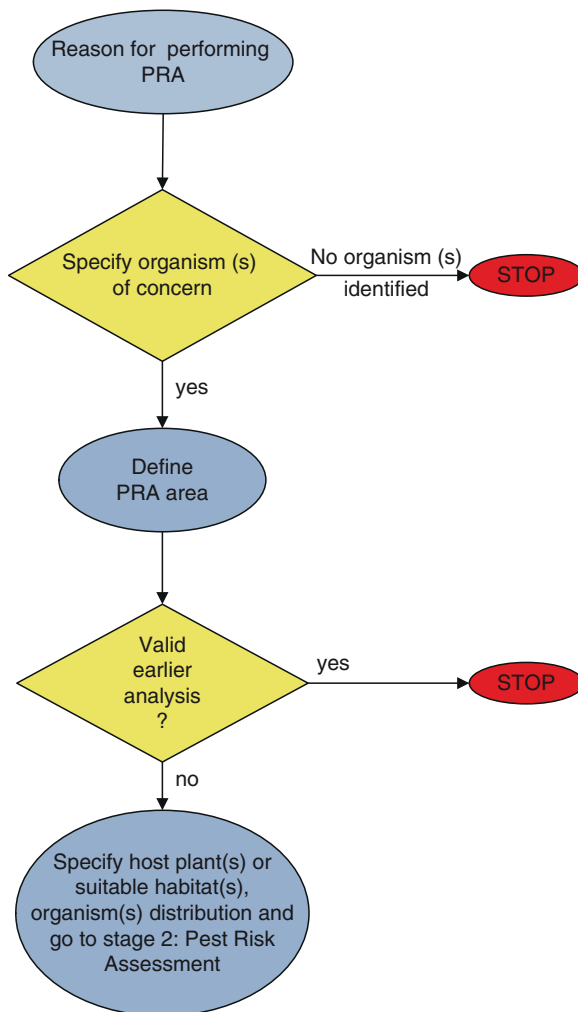 Reason for performing
PRA
Specify organism (s)
of concern
No organism (s)
identified
STOP
yes
Define
PRA area
Valid
earlier
analysis
?
yes
STOP
no
Specify host plant(s) or
suitable habitat(s),
organism(s) distribution and
go to stage 2: Pest Risk
Assessment